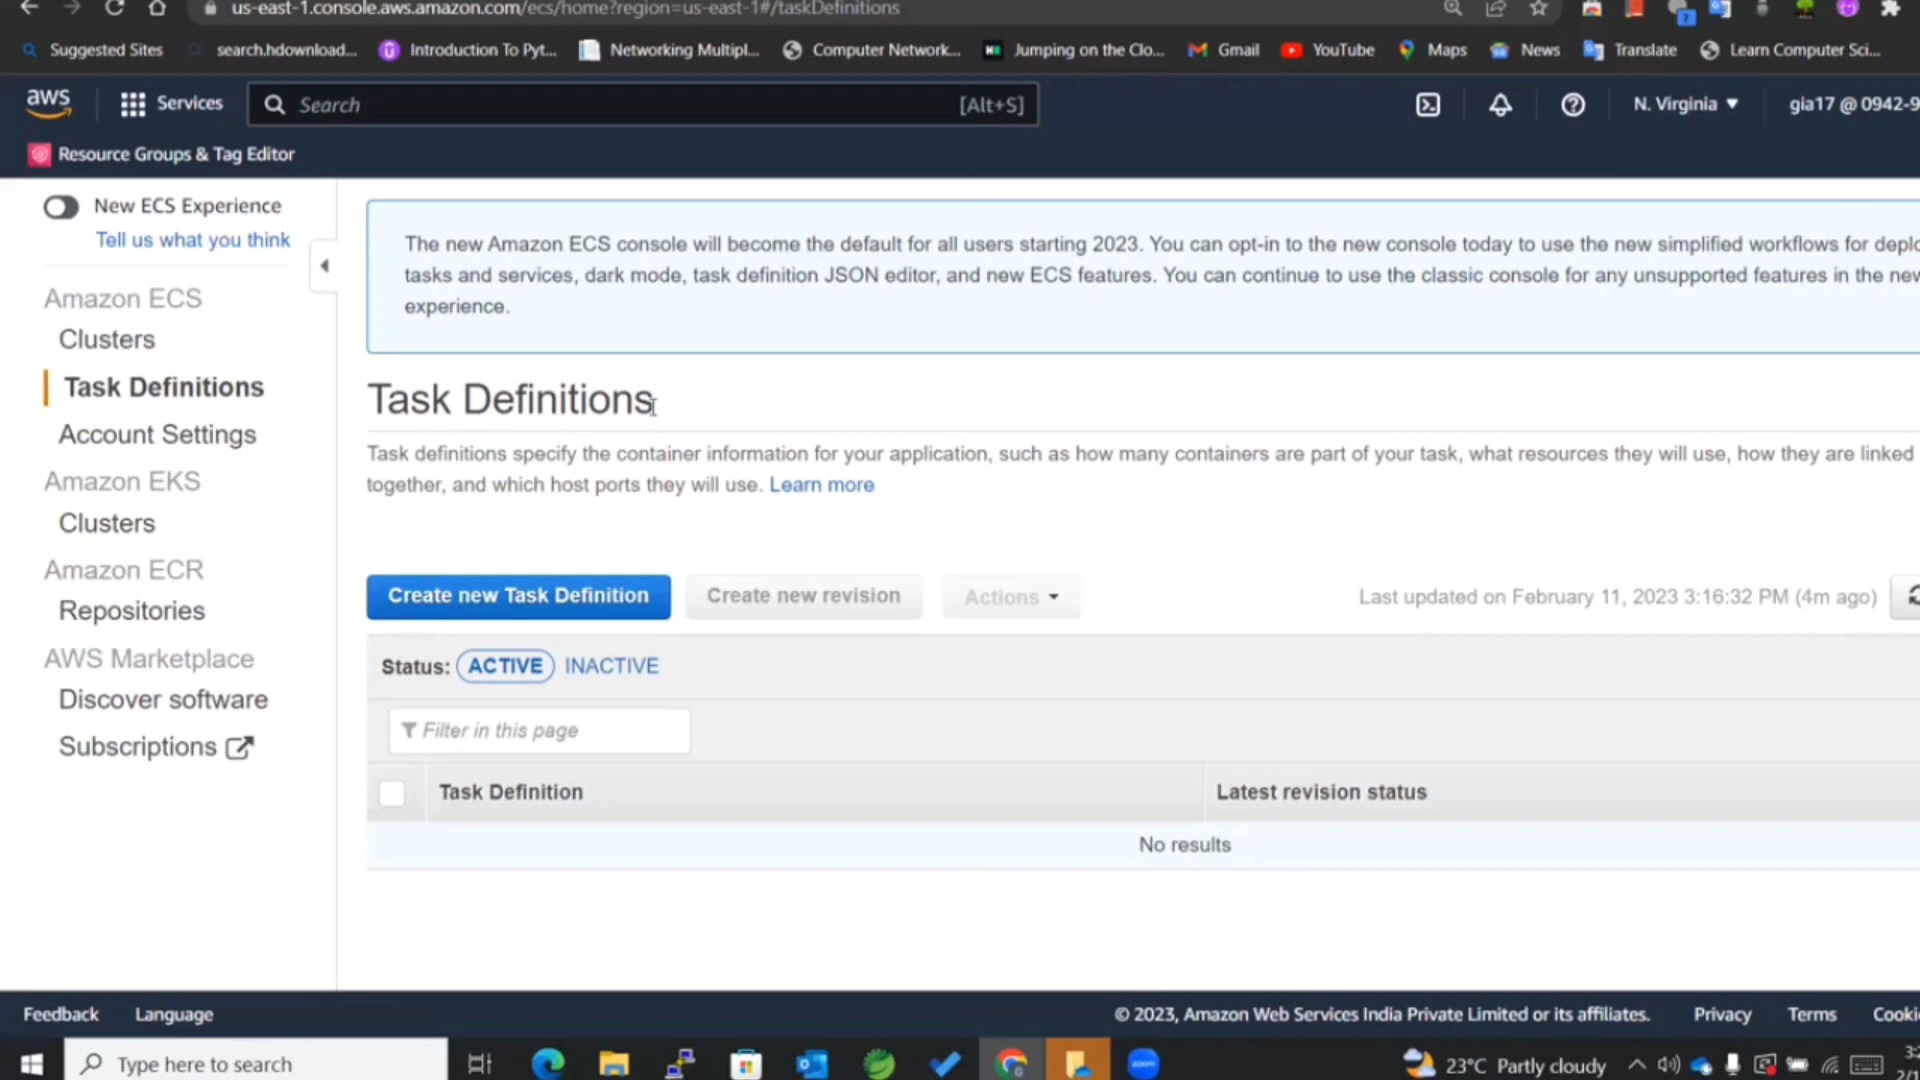 us-east-1.console.aws.amazon.com/ecs/home?region=us-east-1#/taskDefinitions
Suggested Sites search.hdownload... Introduction To Pyt... Networking Multipl... Computer Network... Jumping on the Clo... Gmail YouTube Maps News Translate Learn Computer Sci...
aws Services Search [Alt+S] N. Virginia gia17 @ 0942-9
Resource Groups & Tag Editor
New ECS Experience
Tell us what you think
Amazon ECS
Clusters
Task Definitions
Account Settings
Amazon EKS
Clusters
Amazon ECR
Repositories
AWS Marketplace
Discover software
Subscriptions
The new Amazon ECS console will become the default for all users starting 2023. You can opt-in to the new console today to use the new simplified workflows for deplo
tasks and services, dark mode, task definition JSON editor, and new ECS features. You can continue to use the classic console for any unsupported features in the new
experience.
Task Definitions
Task definitions specify the container information for your application, such as how many containers are part of your task, what resources they will use, how they are linked
together, and which host ports they will use. Learn more
Create new Task Definition Create new revision Actions Last updated on February 11, 2023 3:16:32 PM (4m ago)
Status: ACTIVE INACTIVE
Filter in this page
Task Definition Latest revision status
No results
Feedback Language © 2023, Amazon Web Services India Private Limited or its affiliates. Privacy Terms Cooki
Type here to search 23°C Partly cloudy